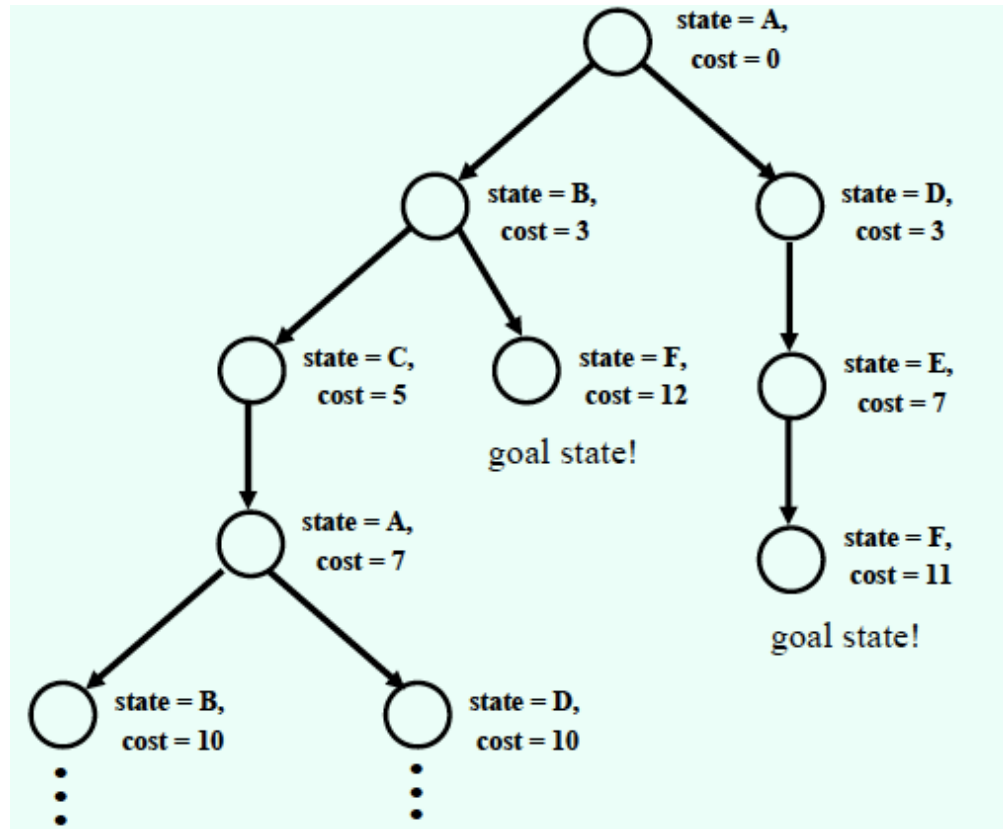 state = A,
cost = 0
state = B,
cost = 3
state = D,
cost = 3
state = C,
cost = 5
state = F,
cost = 12
goal state!
state = E,
cost = 7
state = A,
cost = 7
state = F,
cost = 11
goal state!
state = B,
cost = 10
state = D,
cost = 10